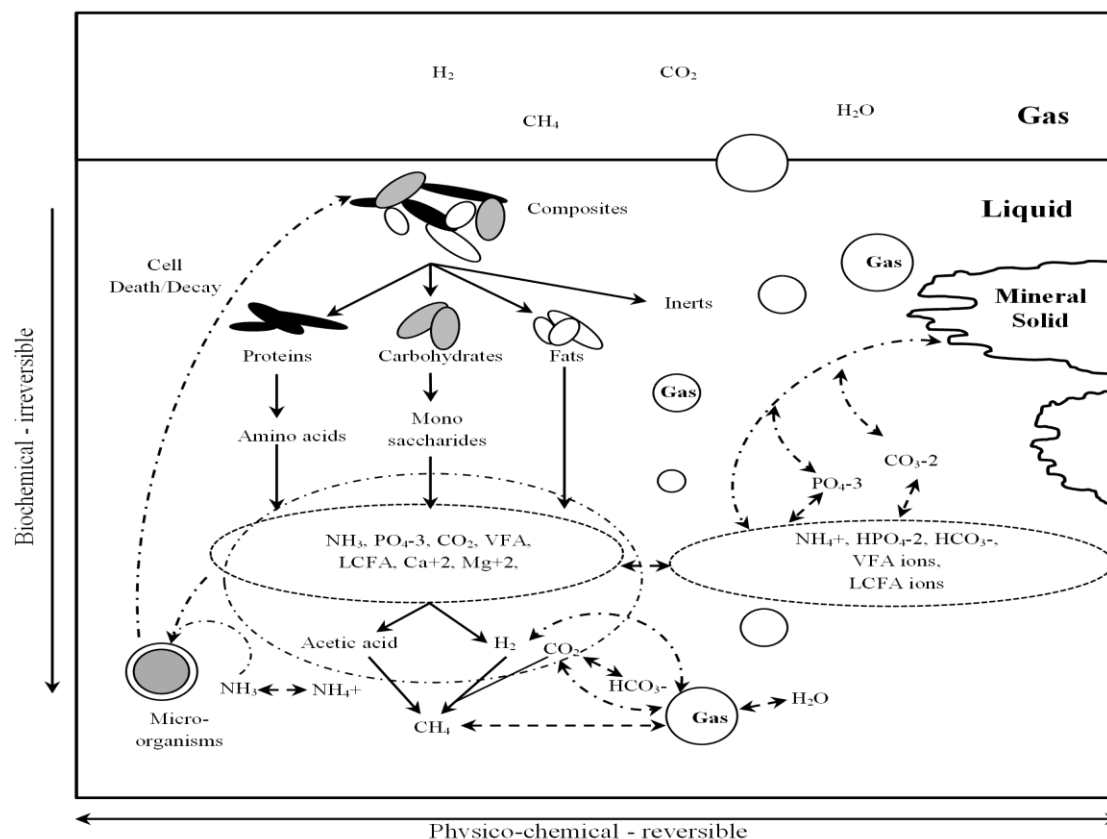 H₂
CO₂
CH₄
H₂O
Gas
Composites
Liquid
Cell
Death/Decay
Gas
Mineral
Solid
Inerts
Proteins
Carbohydrates
Fats
Gas
Amino acids
Mono
saccharides
CO₃-2
PO₄-3
NH₃, PO₄-3, CO₂, VFA,
LCFA, Ca+2, Mg+2,
NH₄+, HPO₄-2, HCO₃-,
VFA ions,
LCFA ions
Acetic acid
H₂
CO₂
HCO₃-
NH₃
NH₄+
H₂O
Gas
CH₄
Micro-
organisms
Biochemical - irreversible
Physico-chemical - reversible